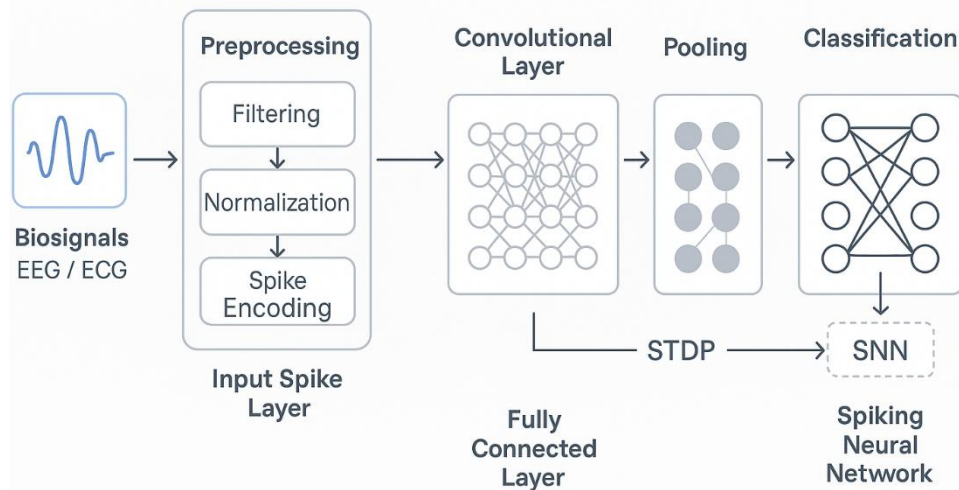 Preprocessing
Filtering
Normalization
Spike
Encoding
Biosignals
EEG / ECG
Input Spike
Layer
Convolutional
Layer
Pooling
Classification
STDP
SNN
Fully
Connected
Layer
Spiking
Neural
Network